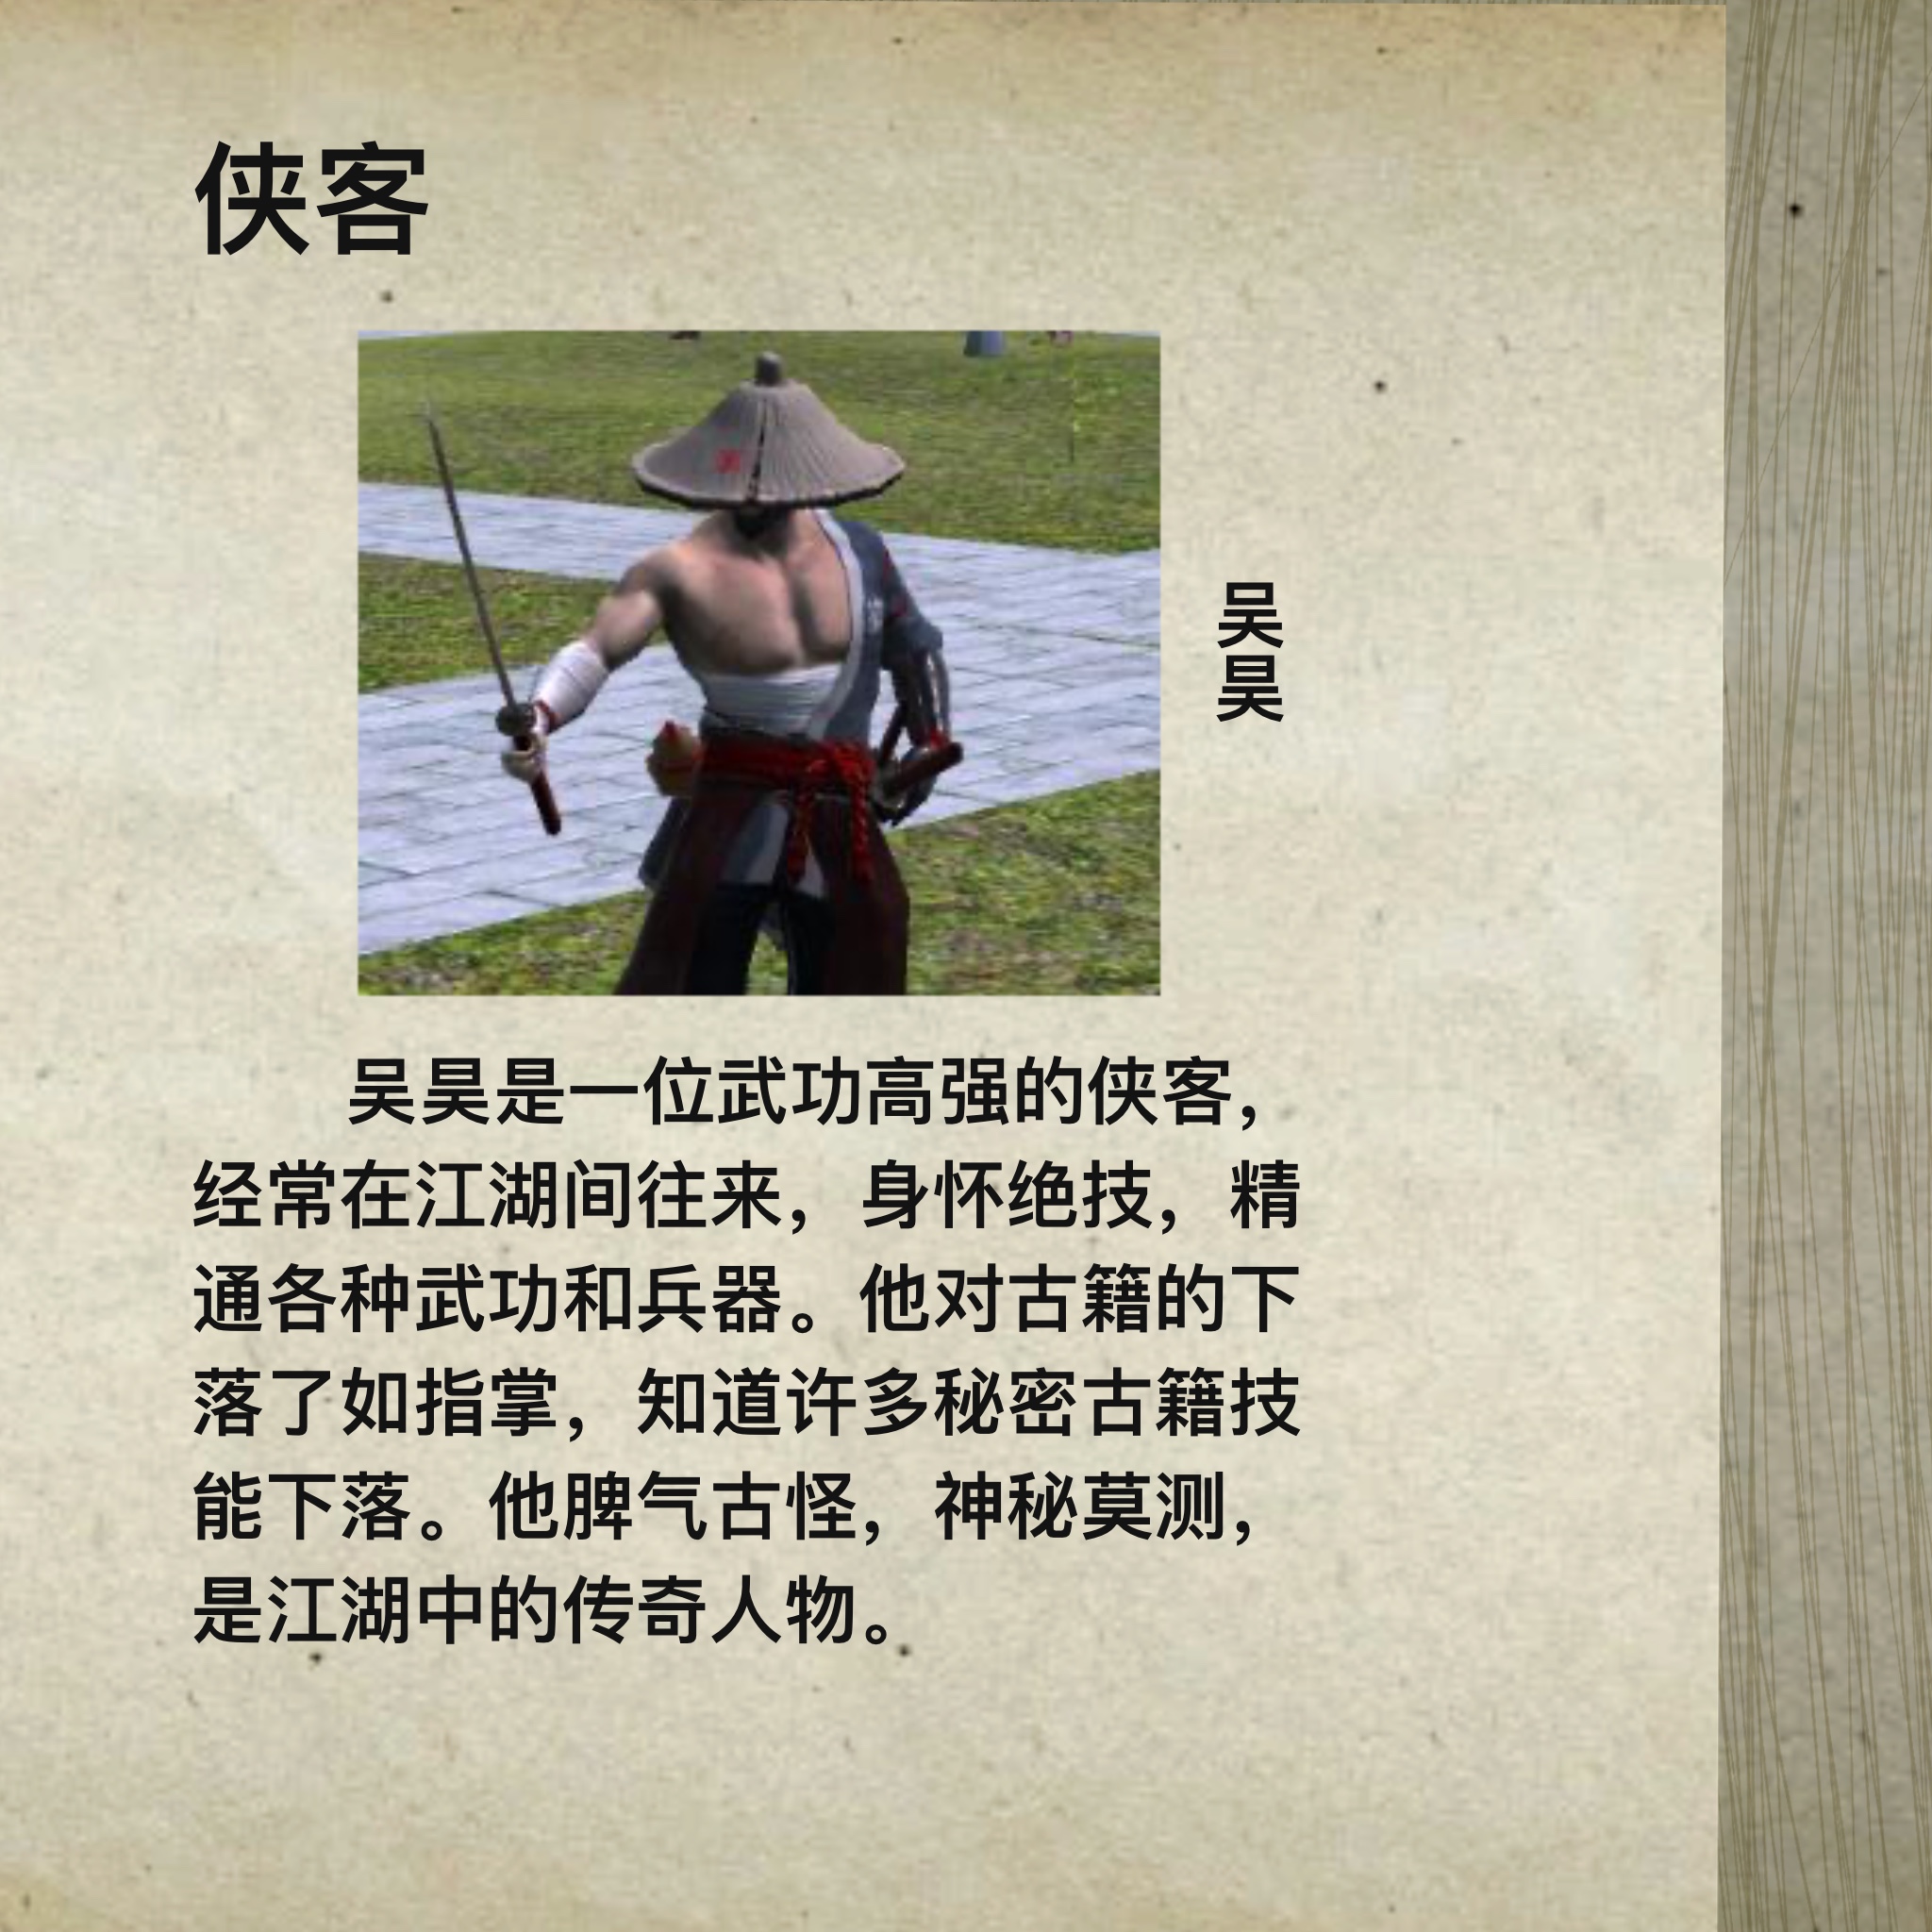 侠客
吴昊
吴昊是一位武功高强的侠客，
经常在江湖间往来，身怀绝技，精
通各种武功和兵器。他对古籍的下
落了如指掌，知道许多秘密古籍技
能下落。他脾气古怪，神秘莫测，
是江湖中的传奇人物。